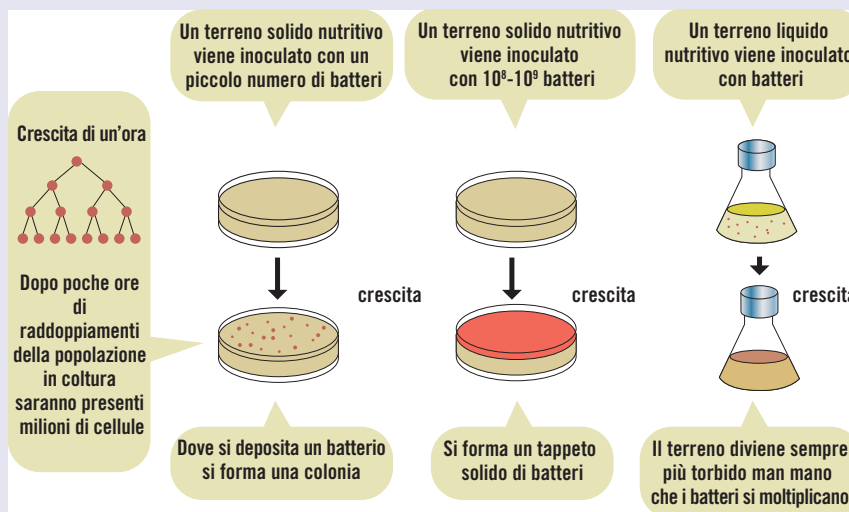 Un terreno solido nutritivo
viene inoculato con un
piccolo numero di batteri
Un terreno solido nutritivo
viene inoculato
con 10⁸-10⁹ batteri
Un terreno liquido
nutritivo viene inoculato
con batteri
Crescita di un'ora
Dopo poche ore
di
raddoppiamenti
della popolazione
in coltura
saranno presenti
milioni di cellule
crescita
crescita
crescita
Dove si deposita un batterio
si forma una colonia
Si forma un tappeto
solido di batteri
Il terreno diviene sempre
più torbido man mano
che i batteri si moltiplicano